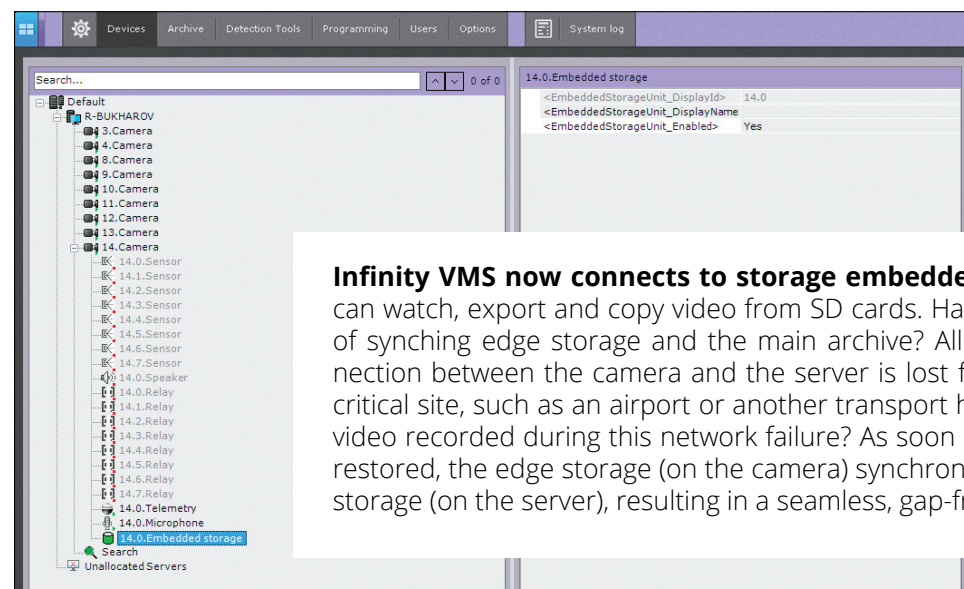 Devices Archive Detection Tools Programming Users Options System log
Search... 0 of 0
Default
R-BUKHAROV
3.Camera
4.Camera
8.Camera
9.Camera
10.Camera
11.Camera
12.Camera
13.Camera
14.Camera
14.0.Sensor
14.1.Sensor
14.2.Sensor
14.3.Sensor
14.4.Sensor
14.5.Sensor
14.6.Sensor
14.7.Sensor
14.0.Speaker
14.0.Relay
14.1.Relay
14.2.Relay
14.3.Relay
14.4.Relay
14.5.Relay
14.6.Relay
14.7.Relay
14.0.Telemetry
14.0.Microphone
14.0.Embedded storage
Search
Unallocated Servers
14.0.Embedded storage
<EmbeddedStorageUnit_DisplayId> 14.0
<EmbeddedStorageUnit_DisplayName
<EmbeddedStorageUnit_Enabled> Yes
Infinity VMS now connects to storage embedde
can watch, export and copy video from SD cards. Ha
of synching edge storage and the main archive? All
nection between the camera and the server is lost f
critical site, such as an airport or another transport h
video recorded during this network failure? As soon
restored, the edge storage (on the camera) synchron
storage (on the server), resulting in a seamless, gap-fr